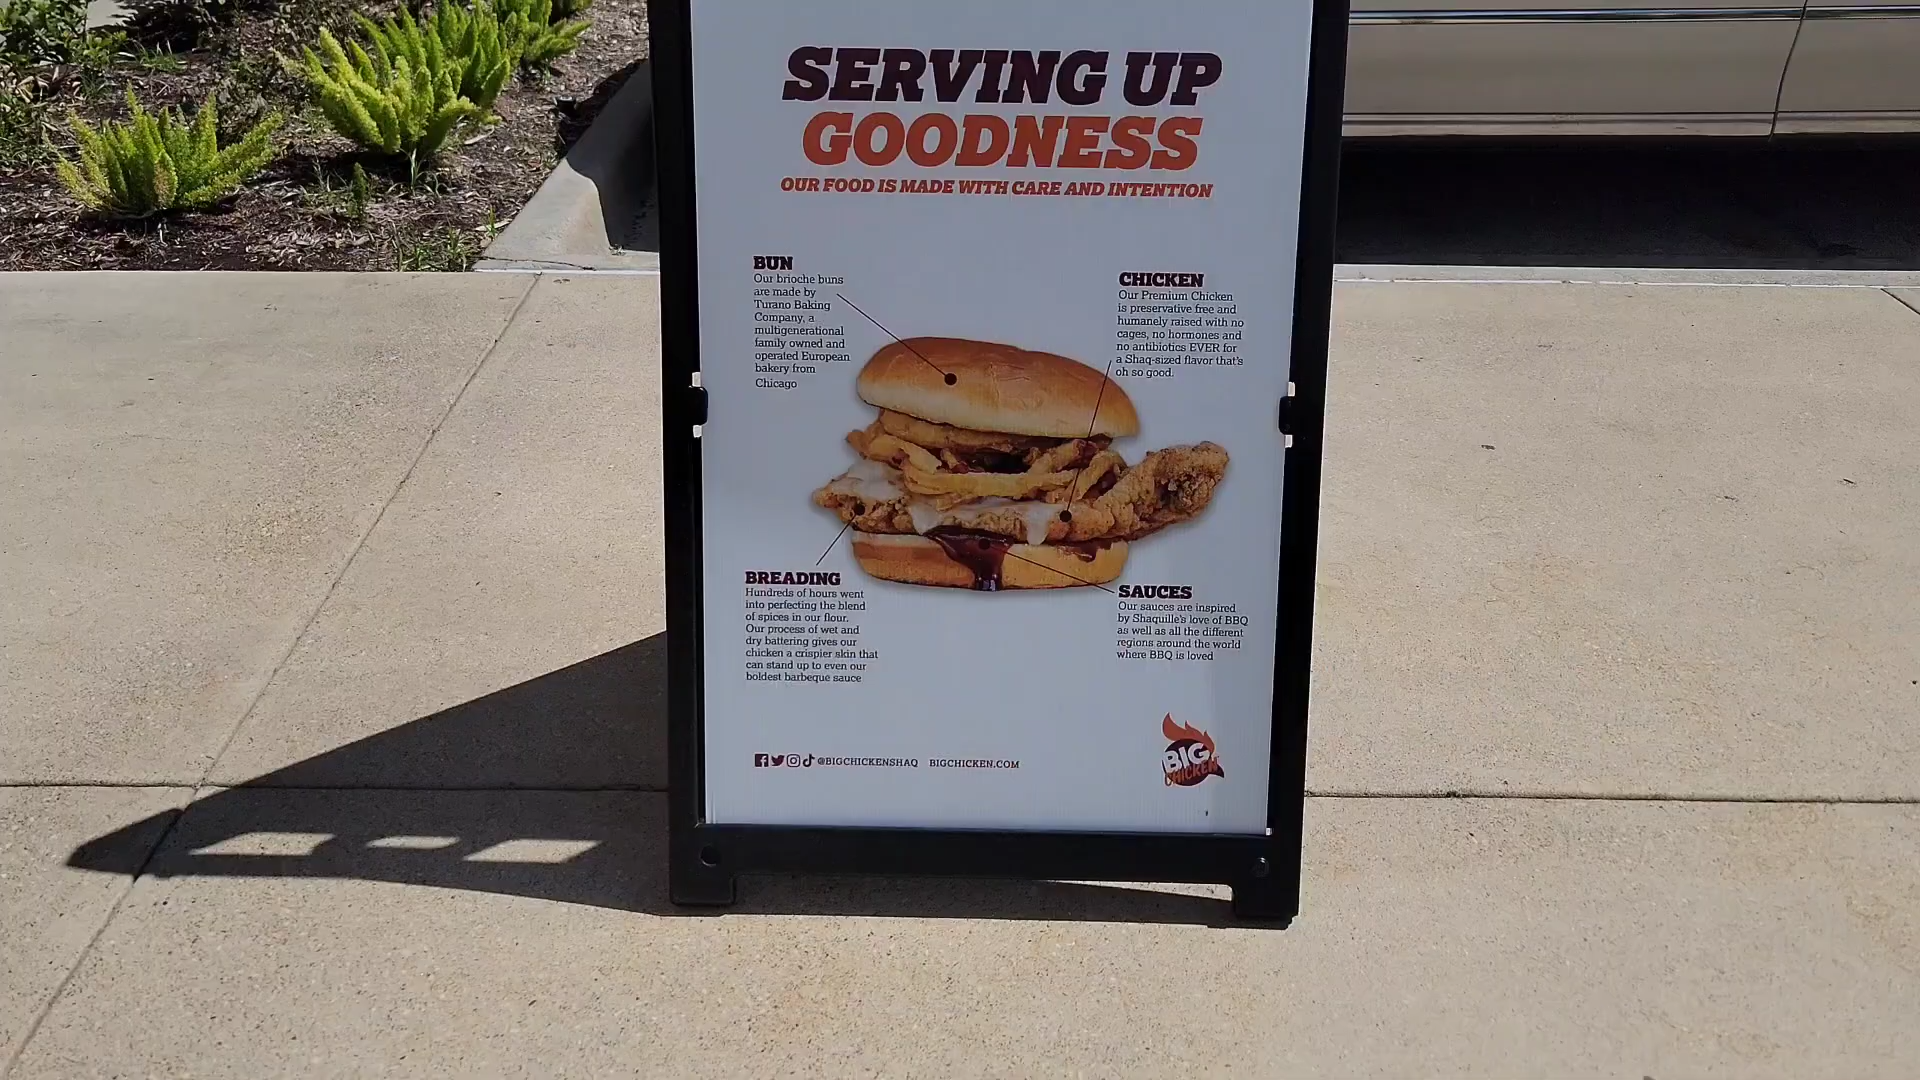 SERVING UP
GOODNESS
OUR FOOD IS MADE WITH CARE AND INTENTION
BUN
Our brioche buns
are made by
Turano Baking
Company, a
multigenerational
family owned and
operated European
bakery from
Chicago
CHICKEN
Our Premium Chicken
is preservative free and
humanely raised with no
cages, no hormones and
no antibiotics EVER for
a Shaq-sized flavor that's
oh so good.
BREADING
Hundreds of hours went
into perfecting the blend
of spices in our flour.
Our process of wet and
dry battering gives our
chicken a crispier skin that
can stand up to even our
boldest barbeque sauce
SAUCES
Our sauces are inspired
by Shaquille's love of BBQ
as well as all the different
regions around the world
where BBQ is loved
@BIGCHICKENSHAQ BIGCHICKEN.COM
BIG
CHICKEN